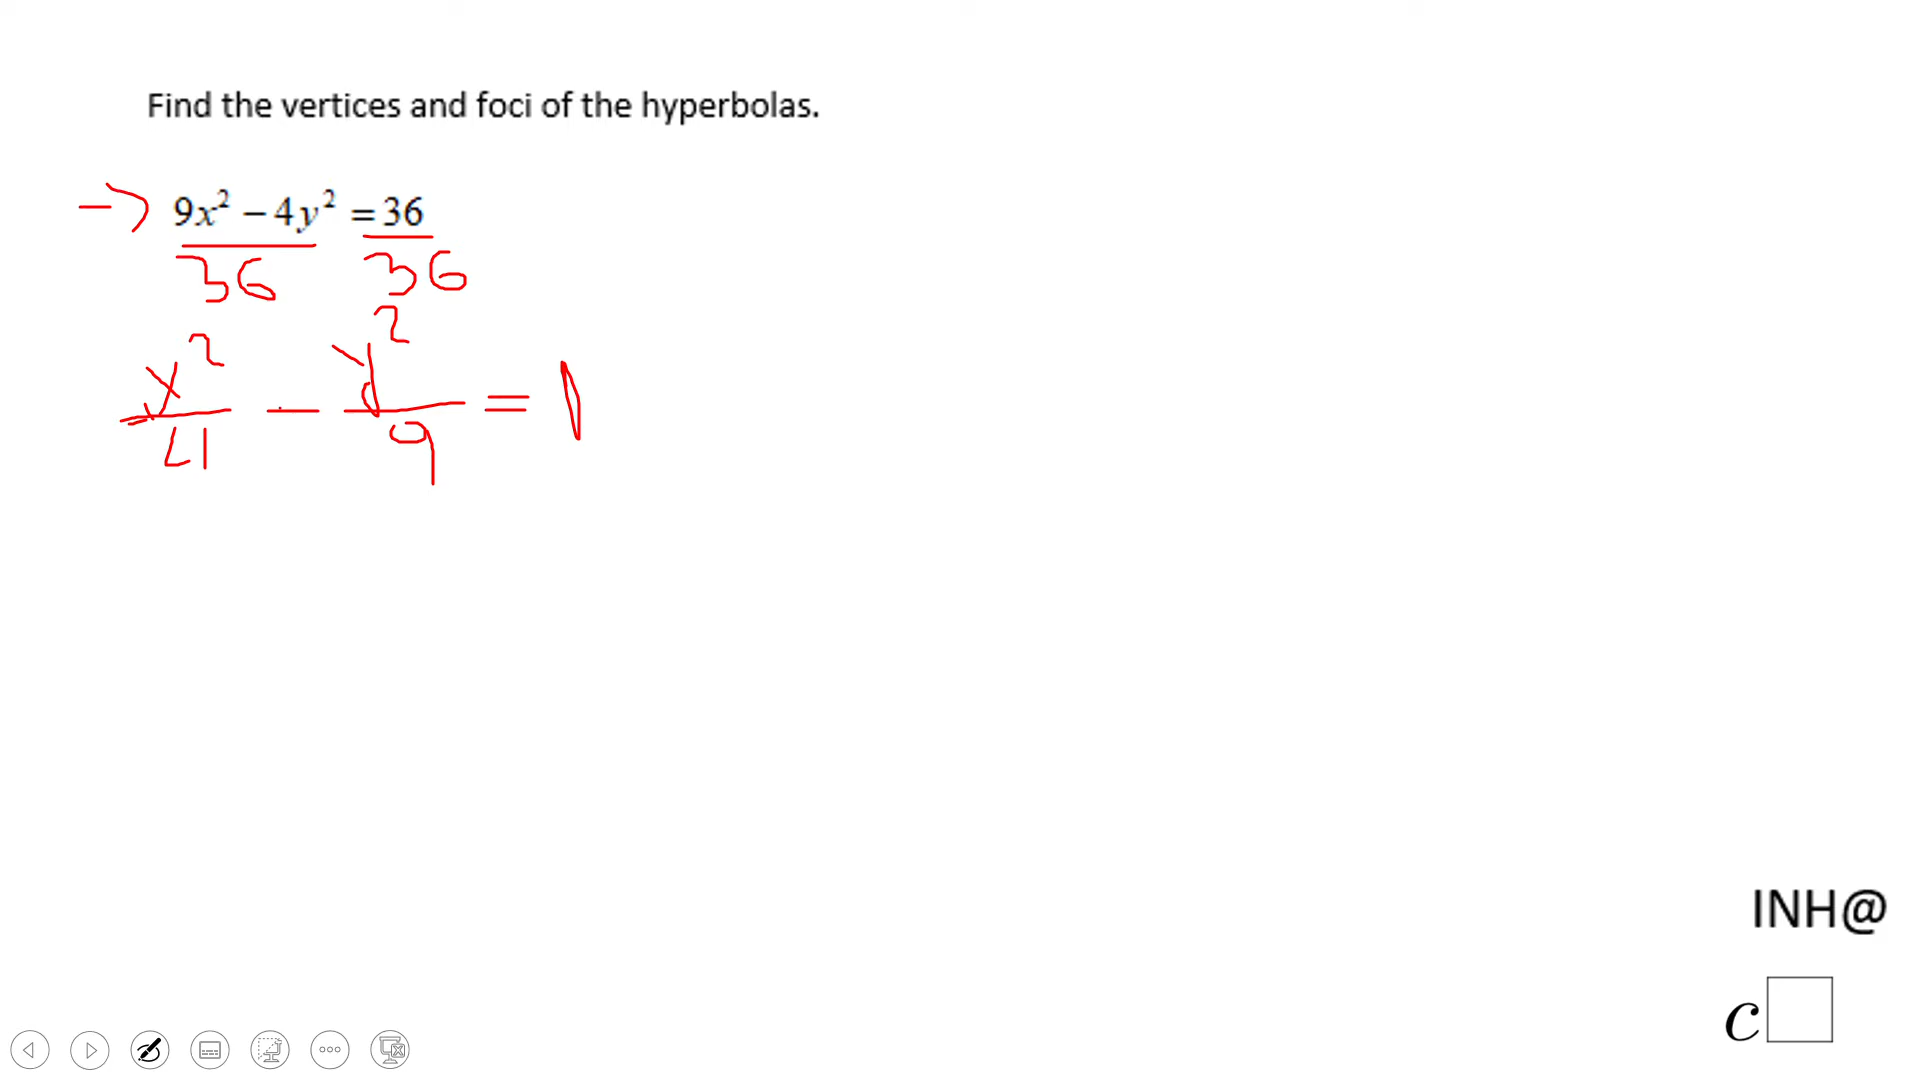 Find the vertices and foci of the hyperbolas.
→ 9x² − 4y² = 36
36 36
x²/4 − y²/9 = 1
INH@
c□